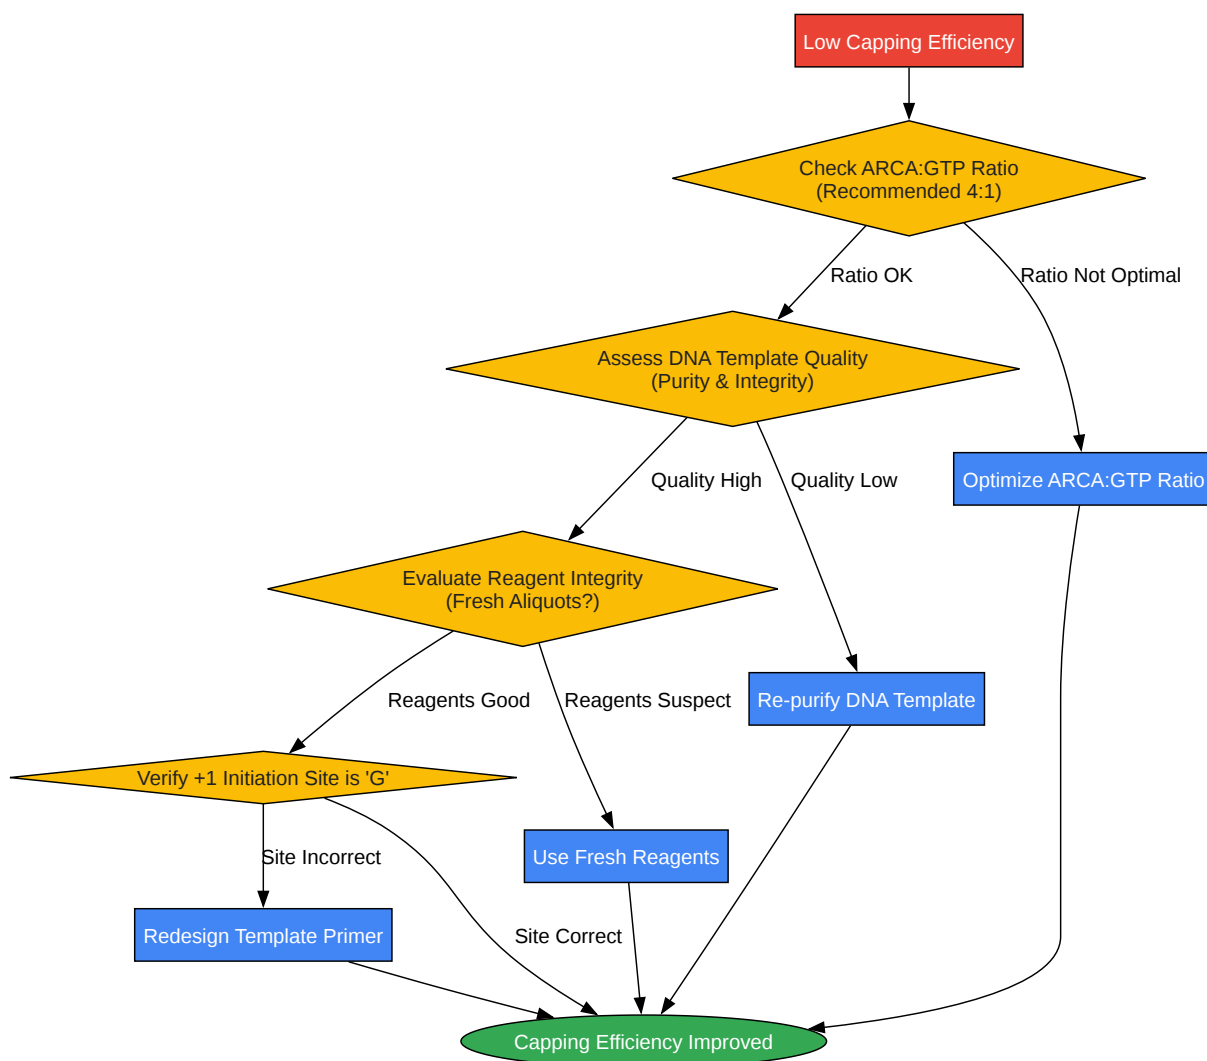 Low Capping Efficiency
Check ARCA:GTP Ratio
(Recommended 4:1)
Ratio OK
Ratio Not Optimal
Assess DNA Template Quality
(Purity & Integrity)
Quality High
Quality Low
Optimize ARCA:GTP Ratio
Evaluate Reagent Integrity
(Fresh Aliquots?)
Reagents Good
Reagents Suspect
Re-purify DNA Template
Verify +1 Initiation Site is 'G'
Site Incorrect
Use Fresh Reagents
Redesign Template Primer
Site Correct
Capping Efficiency Improved